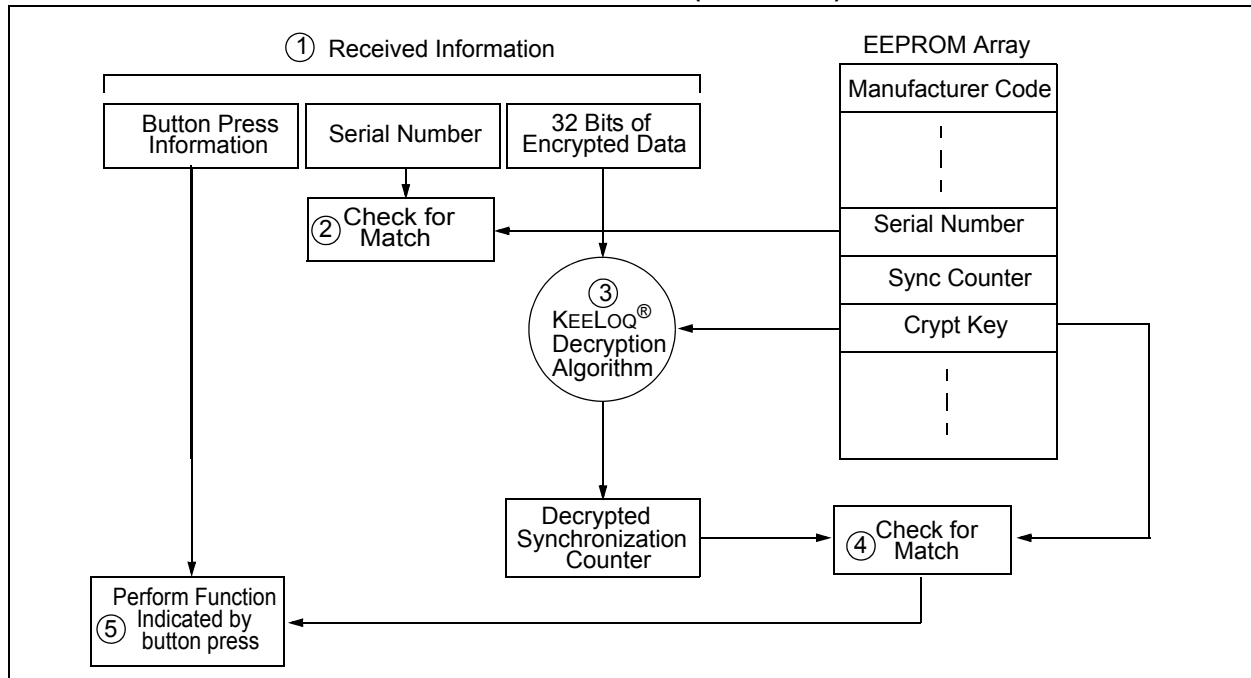 ① Received Information
EEPROM Array
Button Press
Information
Serial Number
32 Bits of
Encrypted Data
Manufacturer Code
② Check for
Match
Serial Number
Sync Counter
③
KEELOQ®
Decryption
Algorithm
Crypt Key
Decrypted
Synchronization
Counter
④ Check for
Match
Perform Function
⑤ Indicated by
button press